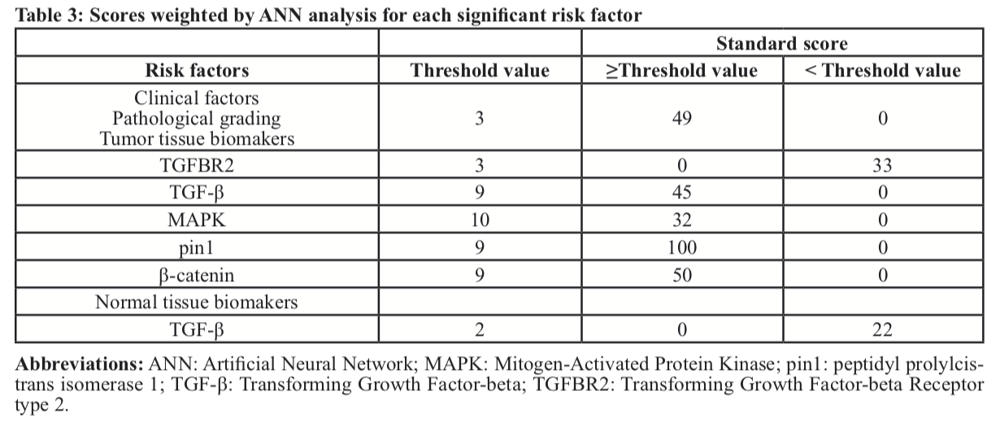 Table 3: Scores weighted by ANN analysis for each significant risk factor
Standard score
Risk factors Threshold value ≥Threshold value < Threshold value
Clinical factors
Pathological grading 3 49 0
Tumor tissue biomakers
TGFBR2 3 0 33
TGF-β 9 45 0
MAPK 10 32 0
pin1 9 100 0
β-catenin 9 50 0
Normal tissue biomakers
TGF-β 2 0 22
Abbreviations: ANN: Artificial Neural Network; MAPK: Mitogen-Activated Protein Kinase; pin1: peptidyl prolylcis-
trans isomerase 1; TGF-β: Transforming Growth Factor-beta; TGFBR2: Transforming Growth Factor-beta Receptor
type 2.